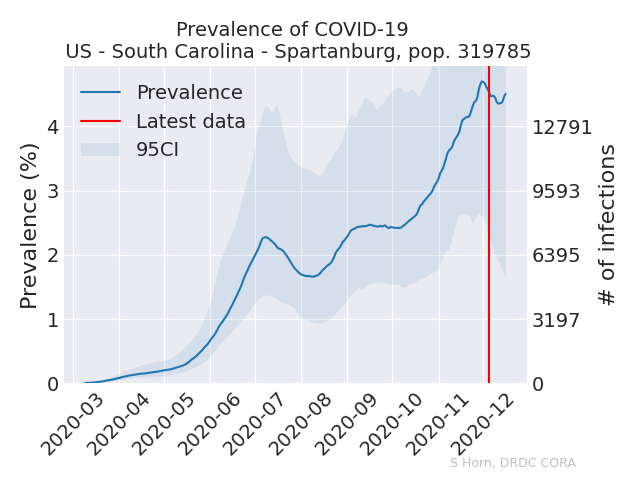 Prevalence of COVID-19
US - South Carolina - Spartanburg, pop. 319785
Prevalence
Latest data
95CI
Prevalence (%)
4
3
2
1
0
12791
9593
6395
3197
0
# of infections
2020-03
2020-04
2020-05
2020-06
2020-07
2020-08
2020-09
2020-10
2020-11
2020-12
S Horn, DRDC CORA